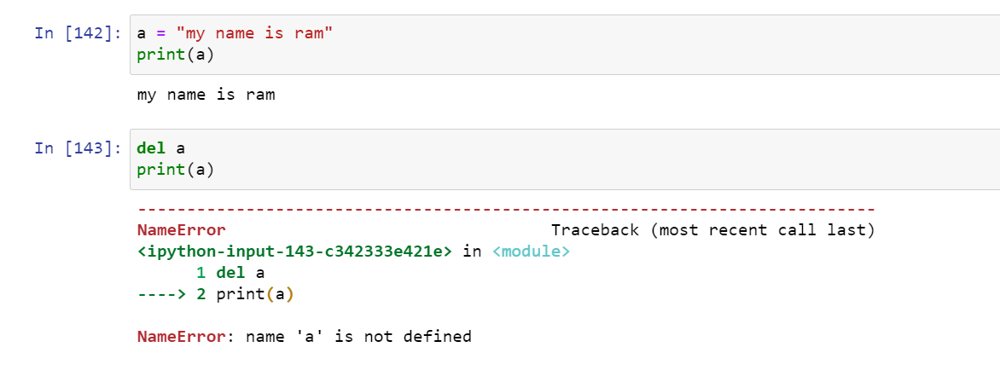 In [142]: a = "my name is ram"
print(a)
my name is ram
In [143]: del a
print(a)
---------------------------------------------------------------------------
NameError                                 Traceback (most recent call last)
<ipython-input-143-c342333e421e> in <module>
      1 del a
----> 2 print(a)
NameError: name 'a' is not defined